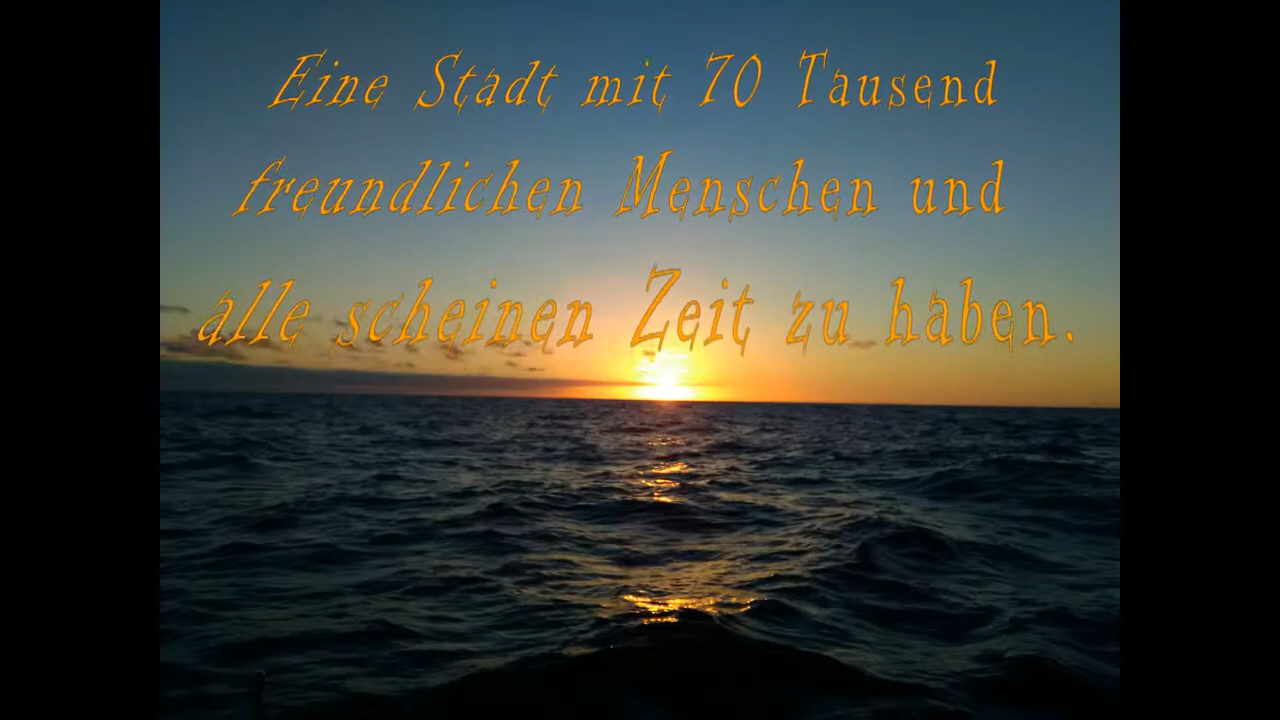 Eine Stadt mit 70 Tausend
freundlichen Menschen und
alle scheinen Zeit zu haben.